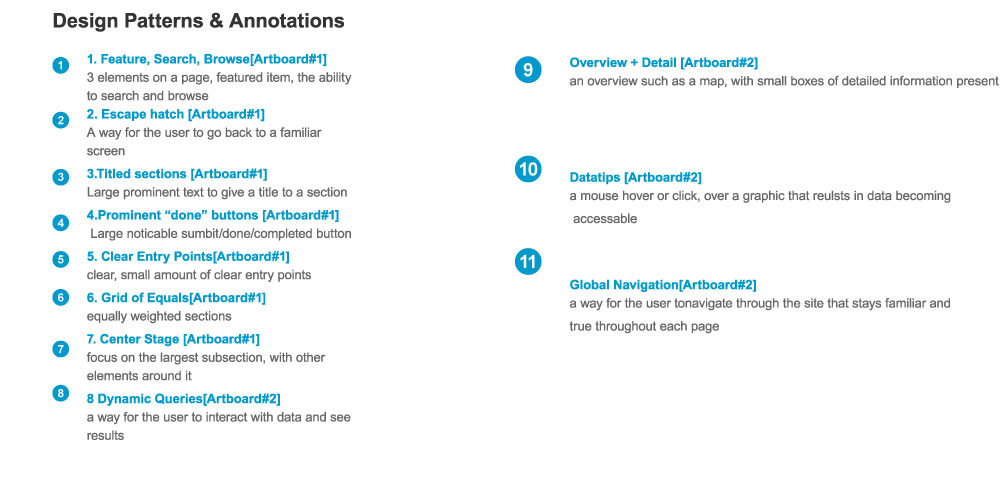 Design Patterns & Annotations
1
1. Feature, Search, Browse[Artboard#1]
3 elements on a page, featured item, the ability
to search and browse
2
2. Escape hatch [Artboard#1]
A way for the user to go back to a familiar
screen
3
3.Titled sections [Artboard#1]
Large prominent text to give a title to a section
4
4.Prominent “done” buttons [Artboard#1]
Large noticable sumbit/done/completed button
5
5. Clear Entry Points[Artboard#1]
clear, small amount of clear entry points
6
6. Grid of Equals[Artboard#1]
equally weighted sections
7
7. Center Stage [Artboard#1]
focus on the largest subsection, with other
elements around it
8
8 Dynamic Queries[Artboard#2]
a way for the user to interact with data and see
results
9
Overview + Detail [Artboard#2]
an overview such as a map, with small boxes of detailed information present
10
Datatips [Artboard#2]
a mouse hover or click, over a graphic that reulsts in data becoming
accessable
11
Global Navigation[Artboard#2]
a way for the user tonavigate through the site that stays familiar and
true throughout each page